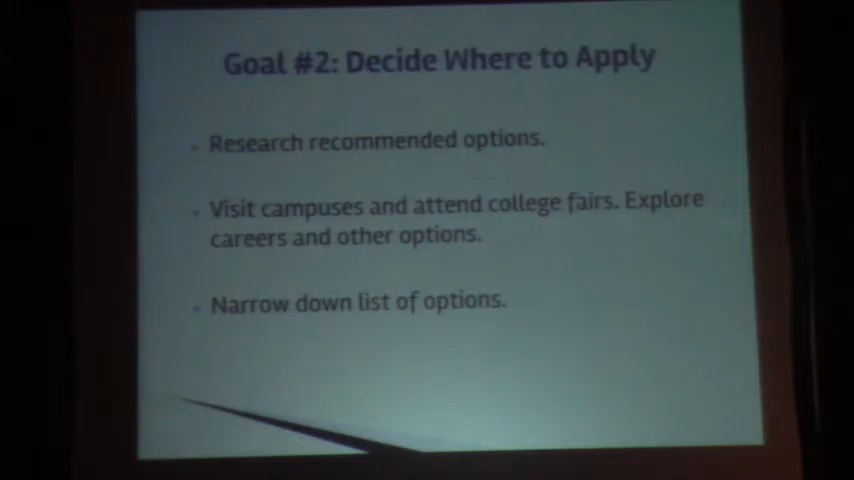 Goal #2: Decide Where to Apply
Research recommended options.
Visit campuses and attend college fairs. Explore
careers and other options.
Narrow down list of options.